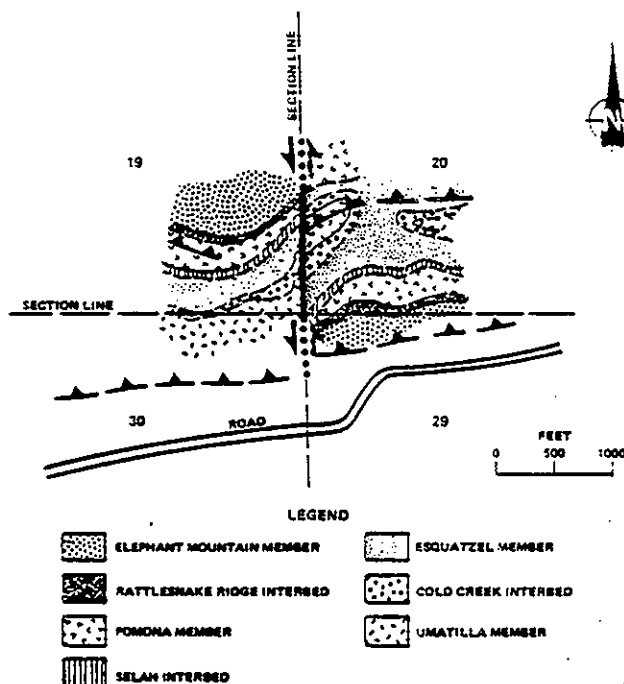 SECTION LINE
N
19
20
SECTION LINE
30
ROAD
29
FEET
0 500 1000
LEGEND
ELEPHANT MOUNTAIN MEMBER
ESQUATZEL MEMBER
RATTLESNAKE RIDGE INTERBED
COLD CREEK INTERBED
POMONA MEMBER
UMATILLA MEMBER
SELAH INTERBED